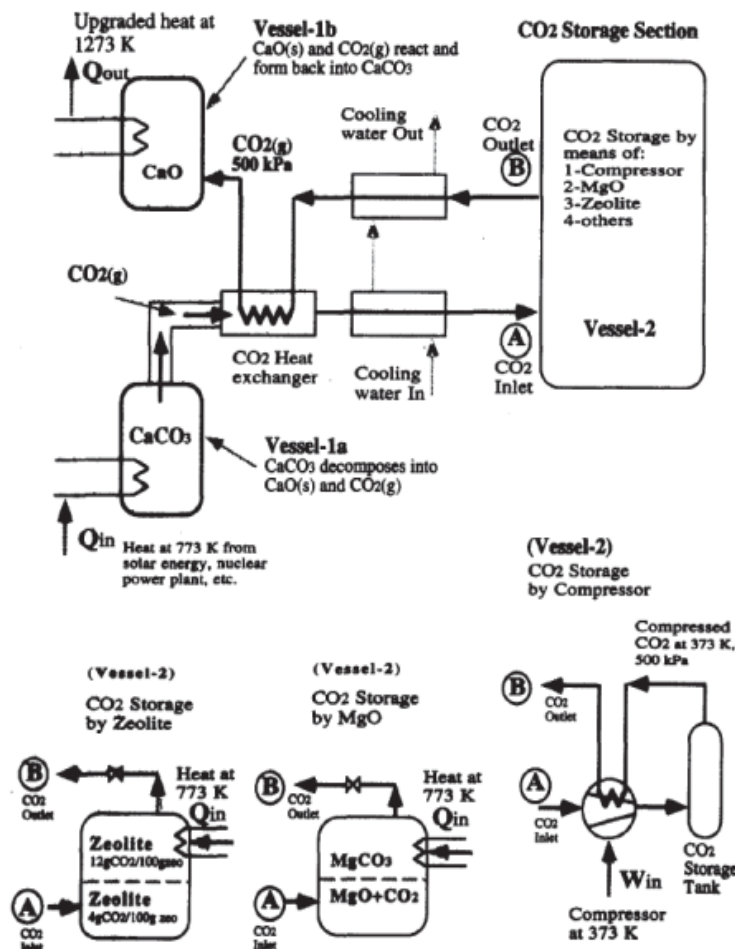 Upgraded heat at
1273 K
Qout
Vessel-1b
CaO(s) and CO2(g) react and
form back into CaCO3
CaO
CO2(g)
500 kPa
Cooling
water Out
CO2 Storage Section
CO2
Outlet
B
CO2 Storage by
means of:
1-Compressor
2-MgO
3-Zeolite
4-others
Vessel-2
CO2(g)
CO2 Heat
exchanger
Cooling
water In
A
CO2
Inlet
CaCO3
Vessel-1a
CaCO3 decomposes into
CaO(s) and CO2(g)
Qin
Heat at 773 K from
solar energy, nuclear
power plant, etc.
(Vessel-2)
CO2 Storage
by Zeolite
B
CO2
Outlet
Heat at
773 K
Qin
Zeolite
12gCO2/100gzeo
Zeolite
4gCO2/100g zeo
A
CO2
Inlet
(Vessel-2)
CO2 Storage
by MgO
B
CO2
Outlet
Heat at
773 K
Qin
MgCO3
MgO+CO2
A
CO2
Inlet
(Vessel-2)
CO2 Storage
by Compressor
Compressed
CO2 at 373 K,
500 kPa
B
CO2
Outlet
A
CO2
Inlet
Win
Compressor
at 373 K
CO2
Storage
Tank